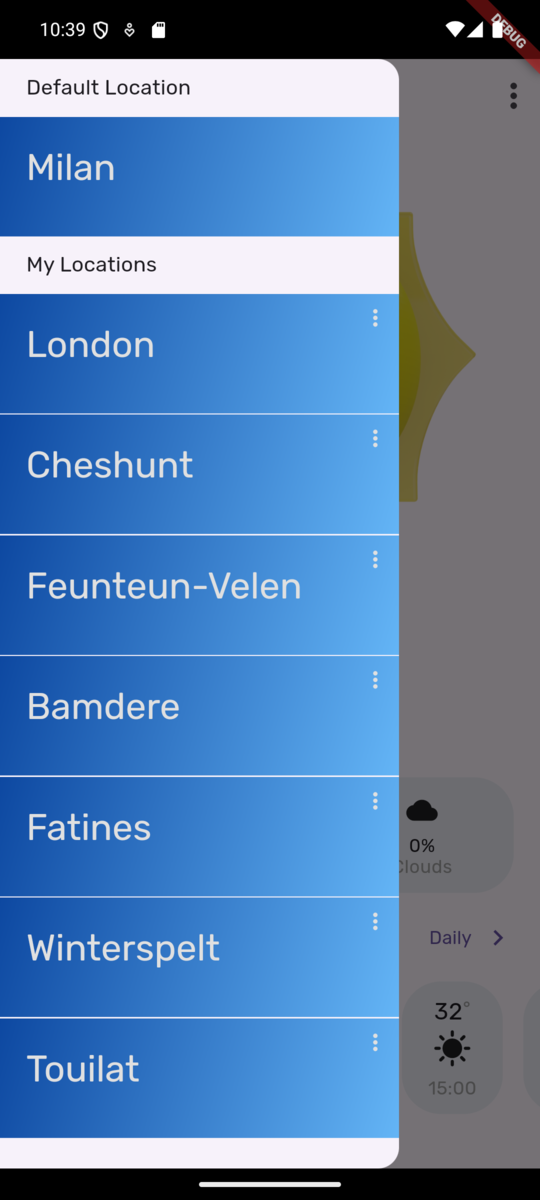 10:39
DEBUG
Default Location
Milan
My Locations
London
Cheshunt
Feunteun-Velen
Bamdere
Fatines
0%
Clouds
Winterspelt
Daily
Touilat
32°
15:00